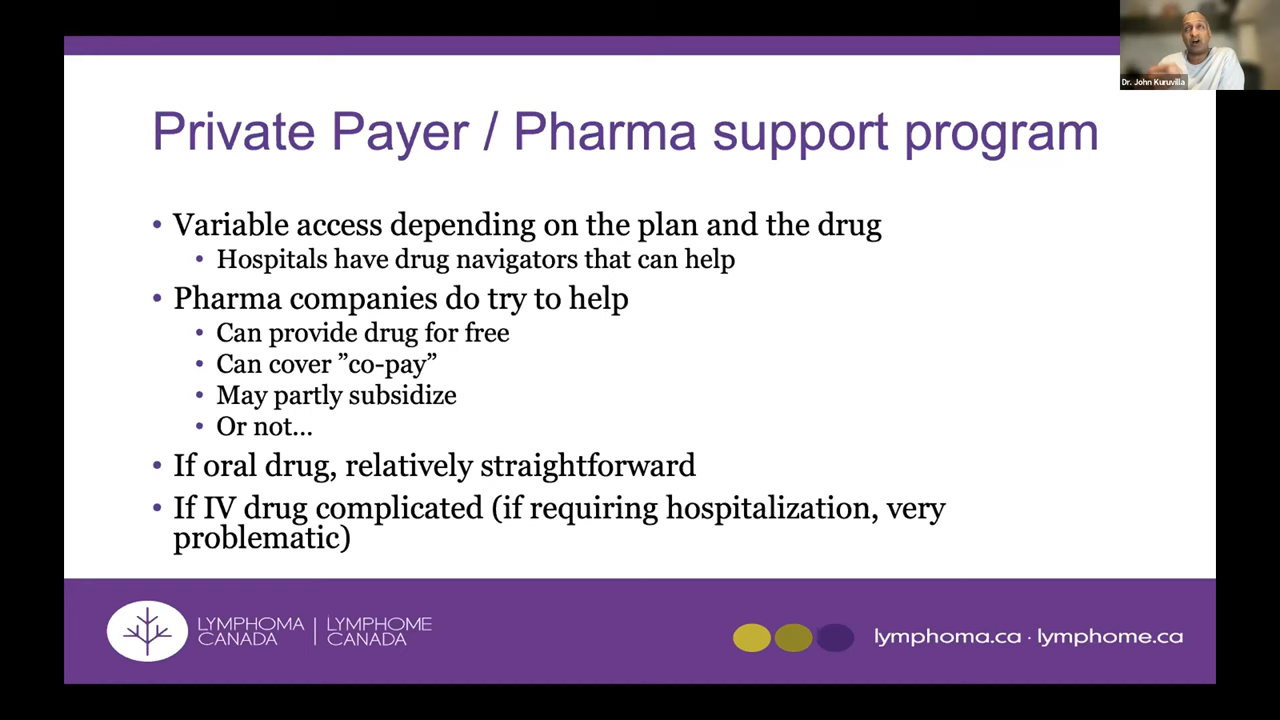 Dr. John Kuruvilla
Private Payer / Pharma support program
• Variable access depending on the plan and the drug
• Hospitals have drug navigators that can help
• Pharma companies do try to help
• Can provide drug for free
• Can cover ”co-pay”
• May partly subsidize
• Or not…
• If oral drug, relatively straightforward
• If IV drug complicated (if requiring hospitalization, very
problematic)
LYMPHOMA CANADA | LYMPHOME CANADA
lymphoma.ca · lymphome.ca